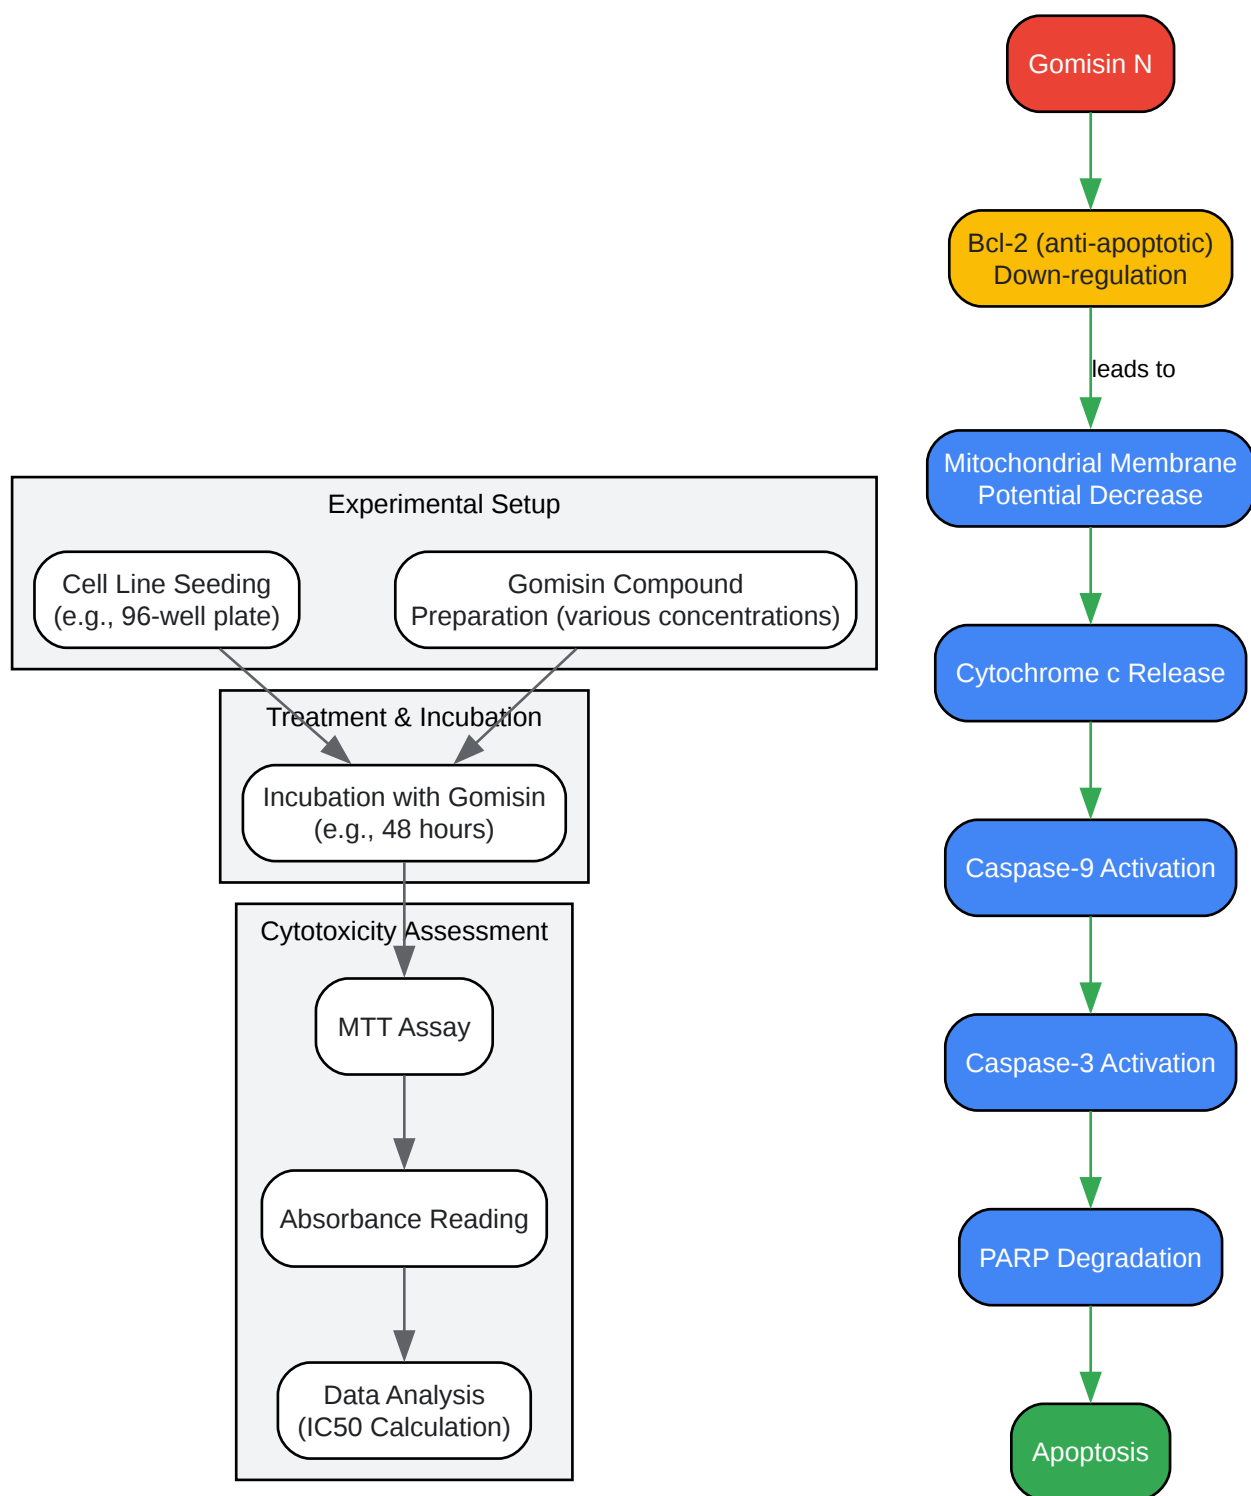 Experimental Setup
Cell Line Seeding
(e.g., 96-well plate)
Gomisin Compound
Preparation (various concentrations)
Treatment & Incubation
Incubation with Gomisin
(e.g., 48 hours)
Cytotoxicity Assessment
MTT Assay
Absorbance Reading
Data Analysis
(IC50 Calculation)
Gomisin N
Bcl-2 (anti-apoptotic)
Down-regulation
leads to
Mitochondrial Membrane
Potential Decrease
Cytochrome c Release
Caspase-9 Activation
Caspase-3 Activation
PARP Degradation
Apoptosis